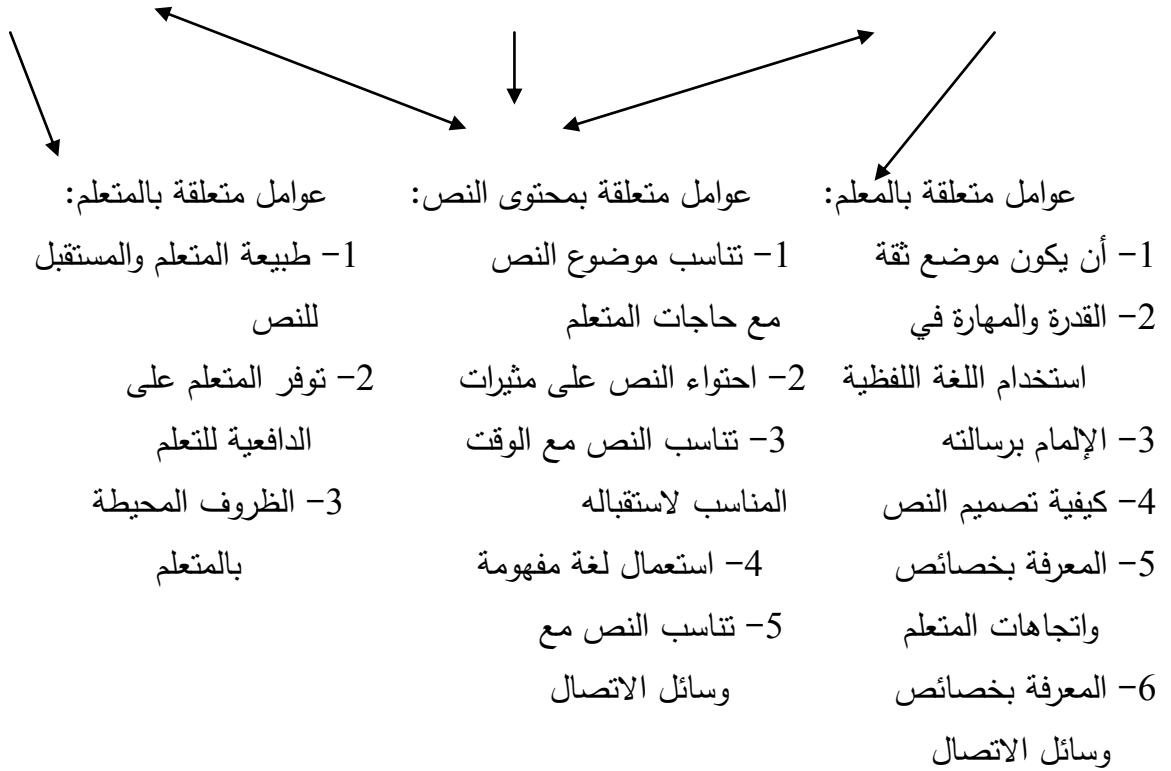 عوامل متعلقة بالمعلم:
1- أن يكون موضع ثقة
2- القدرة والمهارة في
استخدام اللغة اللفظية
3- الإلمام برسالته
4- كيفية تصميم النص
5- المعرفة بخصائص
واتجاهات المتعلم
6- المعرفة بخصائص
وسائل الاتصال
عوامل متعلقة بمحتوى النص:
1- تتاسب موضوع النص
مع حاجات المتعلم
2- احتواء النص على مثيرات
3- تتاسب النص مع الوقت
المناسب لاستقباله
4- استعمال لغة مفهومة
5- تتاسب النص مع
وسائل الاتصال
عوامل متعلقة بالمتعلم:
1- طبيعة المتعلم والمستقبل
للنص
2- توفر المتعلم على
الدافعية للتعلم
3- الظروف المحيطة
بالمتعلم